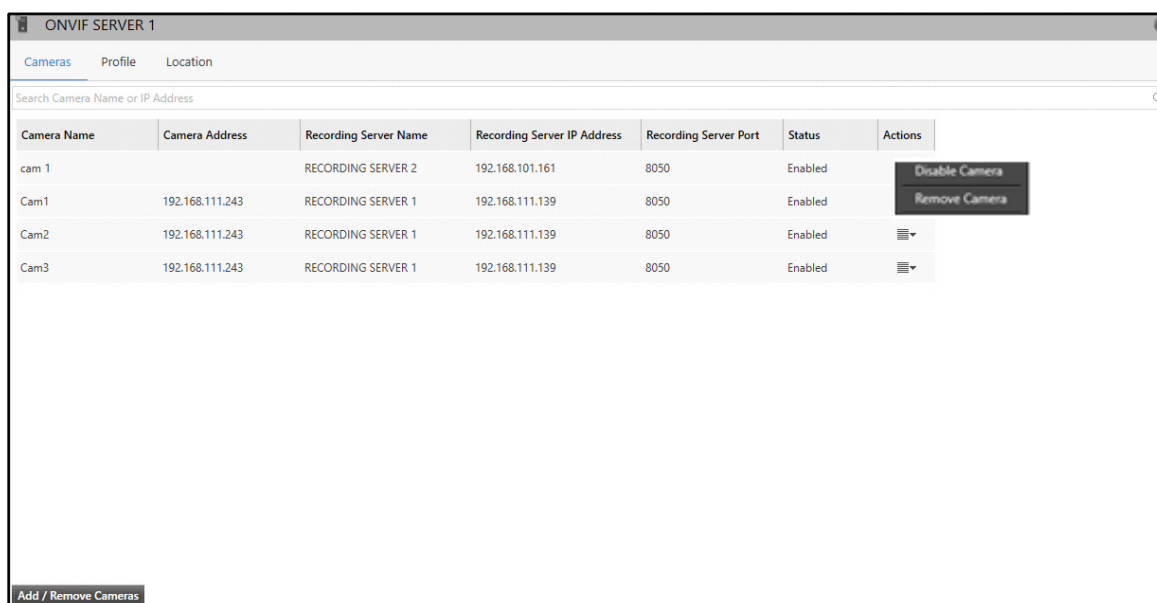 ONVIF SERVER 1
Cameras Profile Location
Search Camera Name or IP Address
Camera Name Camera Address Recording Server Name Recording Server IP Address Recording Server Port Status Actions
cam 1 RECORDING SERVER 2 192.168.101.161 8050 Enabled
Disable Camera
Cam1 192.168.111.243 RECORDING SERVER 1 192.168.111.139 8050 Enabled
Remove Camera
Cam2 192.168.111.243 RECORDING SERVER 1 192.168.111.139 8050 Enabled
Cam3 192.168.111.243 RECORDING SERVER 1 192.168.111.139 8050 Enabled
Add / Remove Cameras